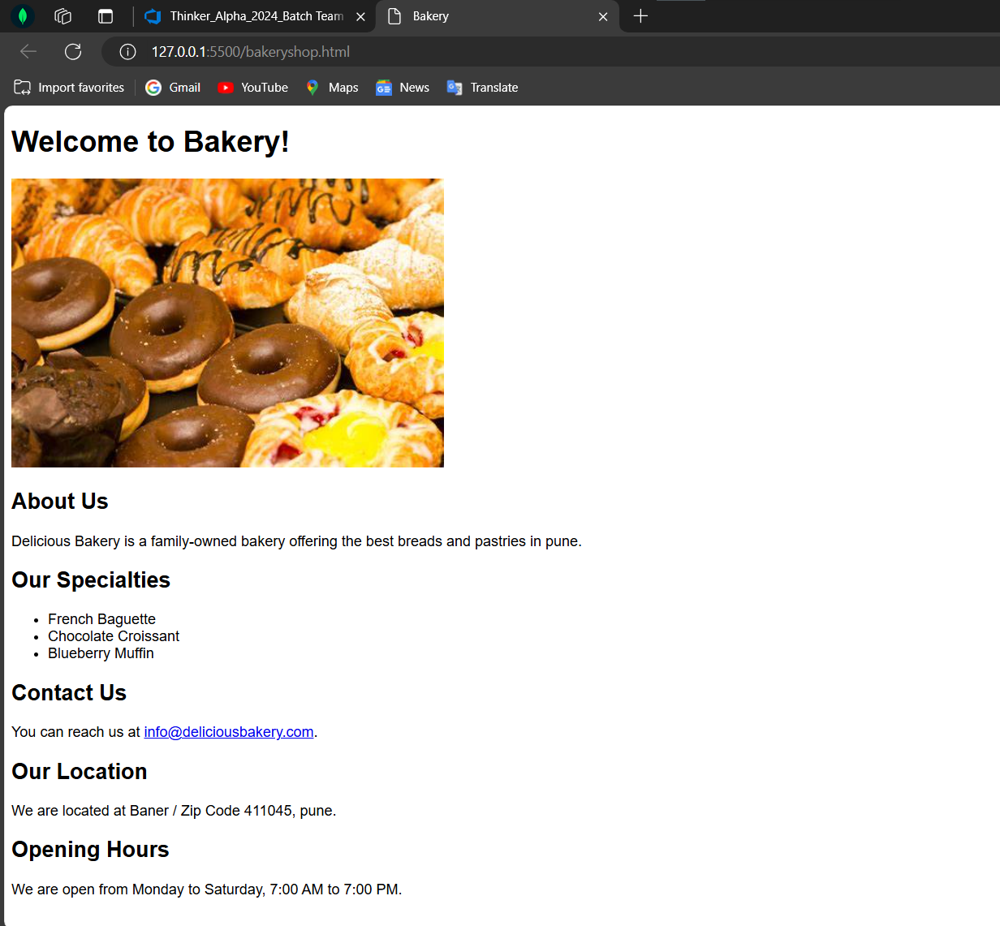 Thinker_Alpha_2024_Batch Team
Bakery
127.0.0.1:5500/bakeryshop.html
Import favorites
Gmail
YouTube
Maps
News
Translate
Welcome to Bakery!
About Us
Delicious Bakery is a family-owned bakery offering the best breads and pastries in pune.
Our Specialties
• French Baguette
• Chocolate Croissant
• Blueberry Muffin
Contact Us
You can reach us at info@deliciousbakery.com.
Our Location
We are located at Baner / Zip Code 411045, pune.
Opening Hours
We are open from Monday to Saturday, 7:00 AM to 7:00 PM.